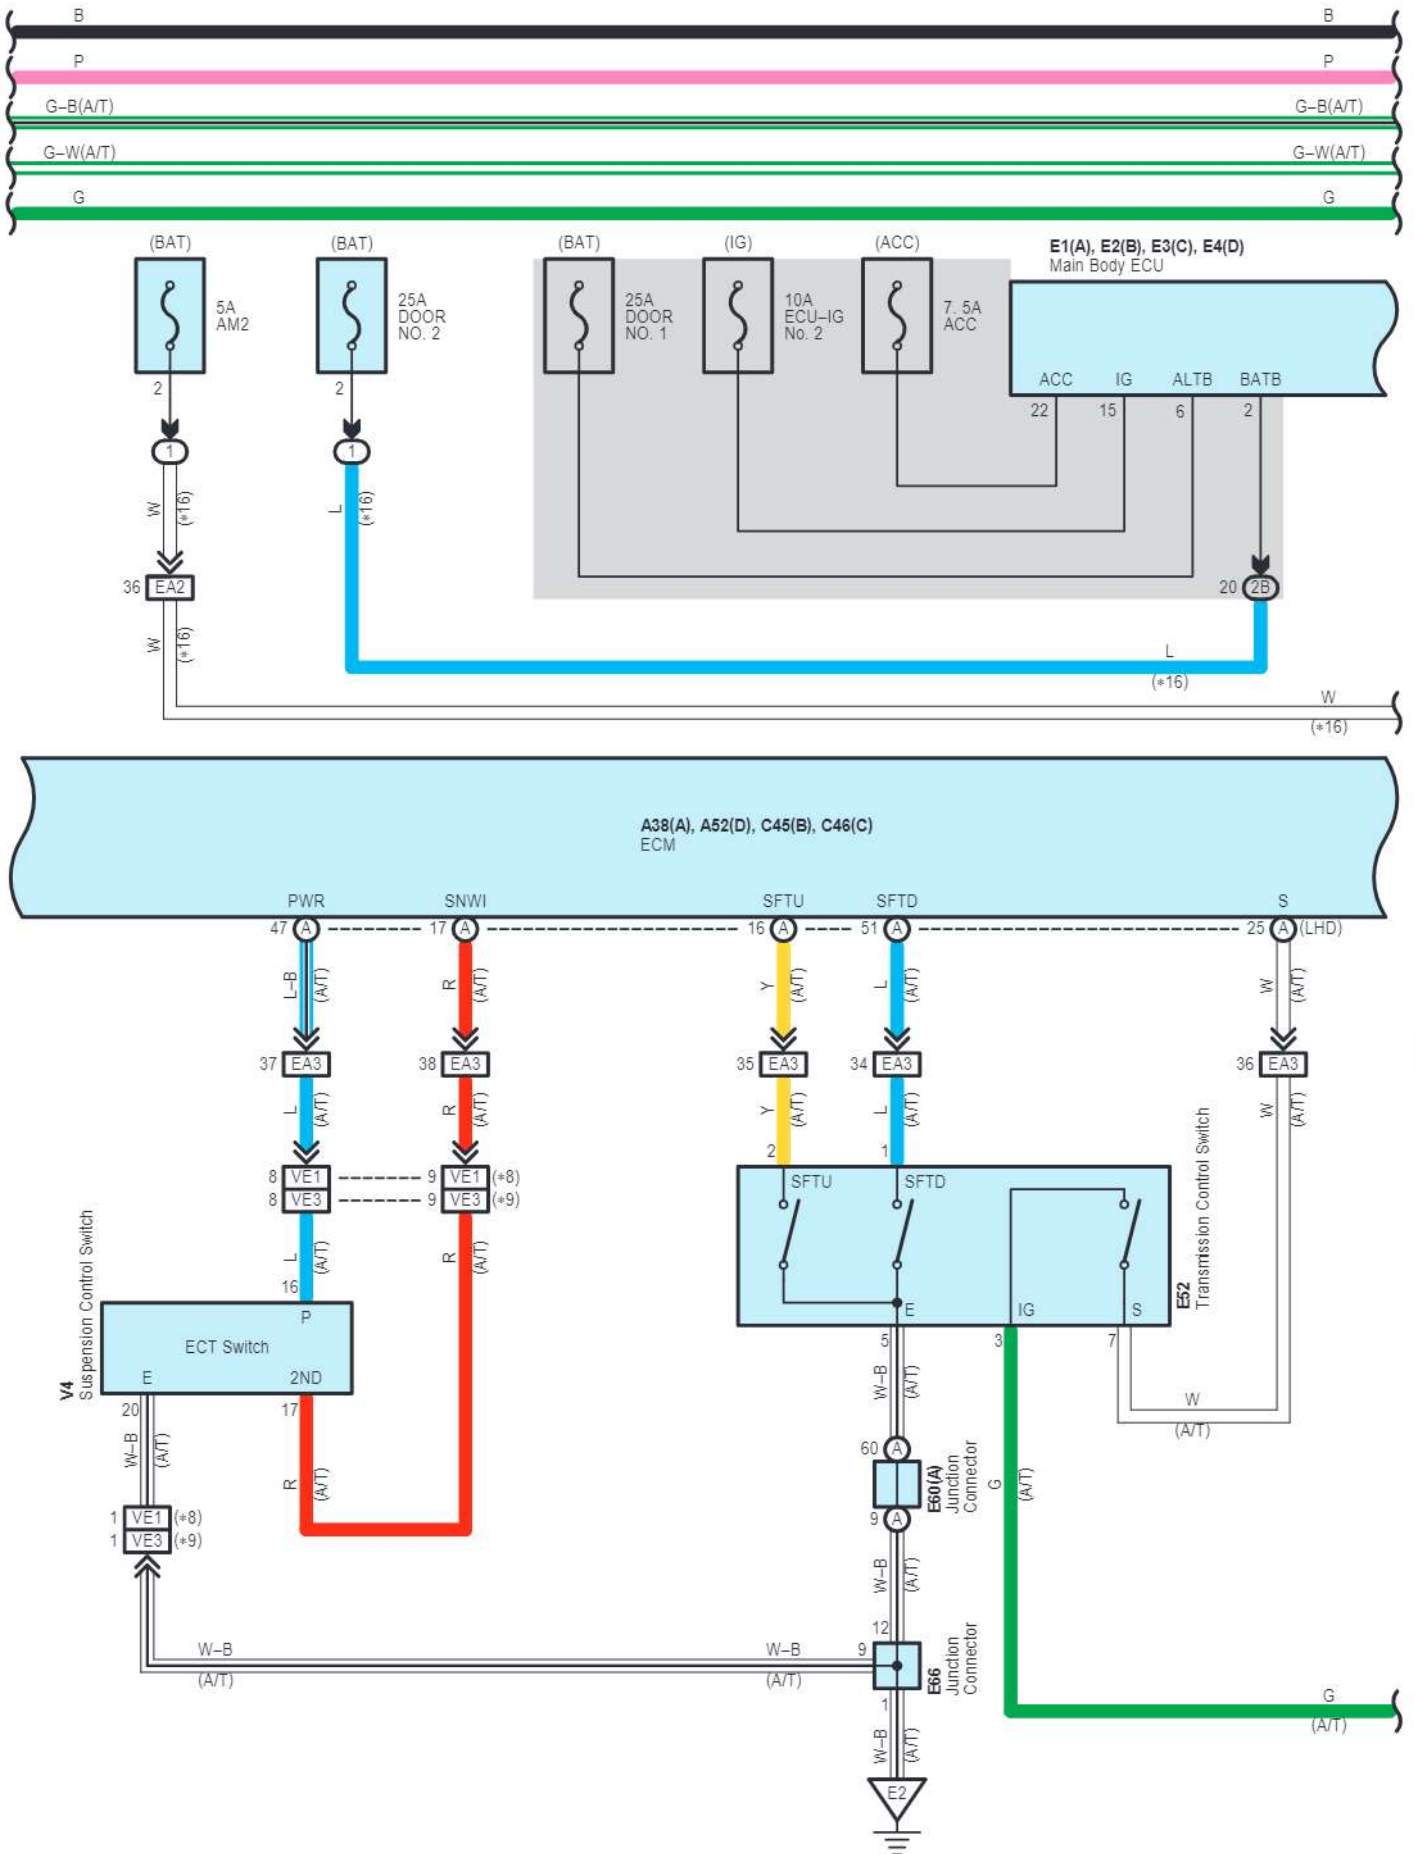 B B
P P
G–B(A/T) G–B(A/T)
G–W(A/T) G–W(A/T)
G G
(BAT) (BAT) (BAT) (IG) (ACC)
E1(A), E2(B), E3(C), E4(D)
Main Body ECU
5A
AM2
25A
DOOR
NO. 2
25A
DOOR
NO. 1
10A
ECU–IG
No. 2
7. 5A
ACC
ACC IG ALTB BATB
2 2 22 15 6 2
1 1
W (∗16) L (∗16)
36 EA2
20 2B
W (∗16)
L
(∗16)
W
(∗16)
A38(A), A52(D), C45(B), C46(C)
ECM
PWR SNWI SFTU SFTD S
47 A 17 A 16 A 51 A 25 A (LHD)
L–B (A/T) R (A/T) Y (A/T) L (A/T) W (A/T)
37 EA3 38 EA3 35 EA3 34 EA3 36 EA3
L (A/T) R (A/T) Y (A/T) L (A/T) W (A/T)
2 1
8 VE1 9 VE1 (∗8)
8 VE3 9 VE3 (∗9)
SFTU SFTD
E52
Transmission Control Switch
L (A/T) R (A/T)
16
P
V4
Suspension Control Switch
ECT Switch
E 2ND
20 17
E IG S
5 3 7
W–B (A/T)
W
(A/T)
W–B (A/T) R (A/T)
60 A
E60(A)
Junction
Connector
G (A/T)
9 A
1 VE1 (∗8)
1 VE3 (∗9)
W–B (A/T)
12
W–B
(A/T)
W–B
(A/T)
9
E66
Junction
Connector
1
G
(A/T)
W–B (A/T)
E2